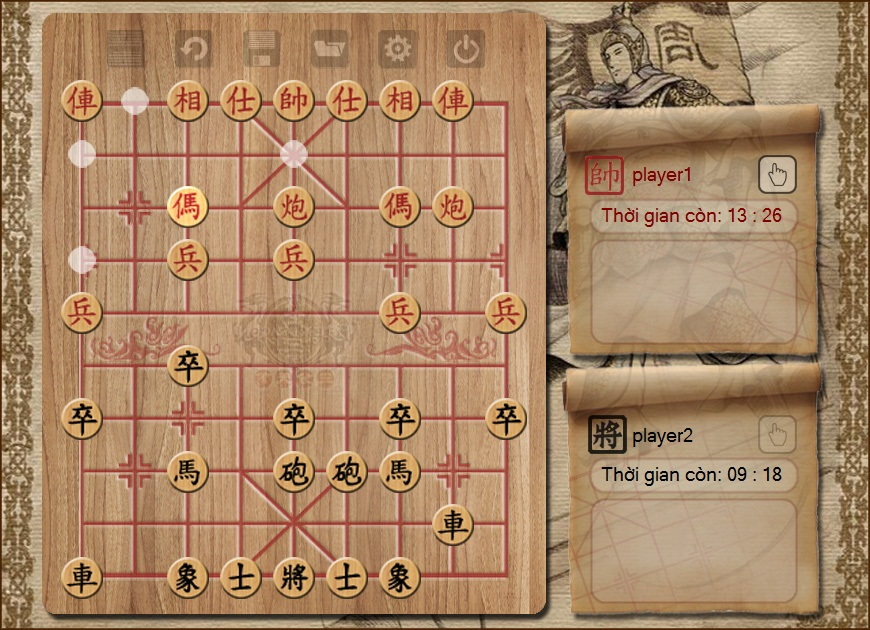 俥 相 仕 帥 仕 相 俥
傌 炮 傌 炮
兵 兵
兵 兵 兵
卒
卒 卒 卒 卒
馬 砲 砲 馬
車
車 象 士 將 士 象
帥 player1
Thời gian còn: 13 : 26
將 player2
Thời gian còn: 09 : 18